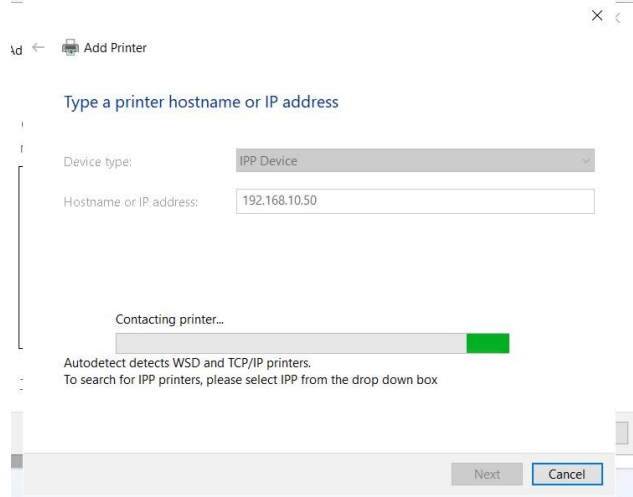 Add Printer
Type a printer hostname or IP address
Device type: IPP Device
Hostname or IP address: 192.168.10.50
Contacting printer...
Autodetect detects WSD and TCP/IP printers.
To search for IPP printers, please select IPP from the drop down box
Next Cancel